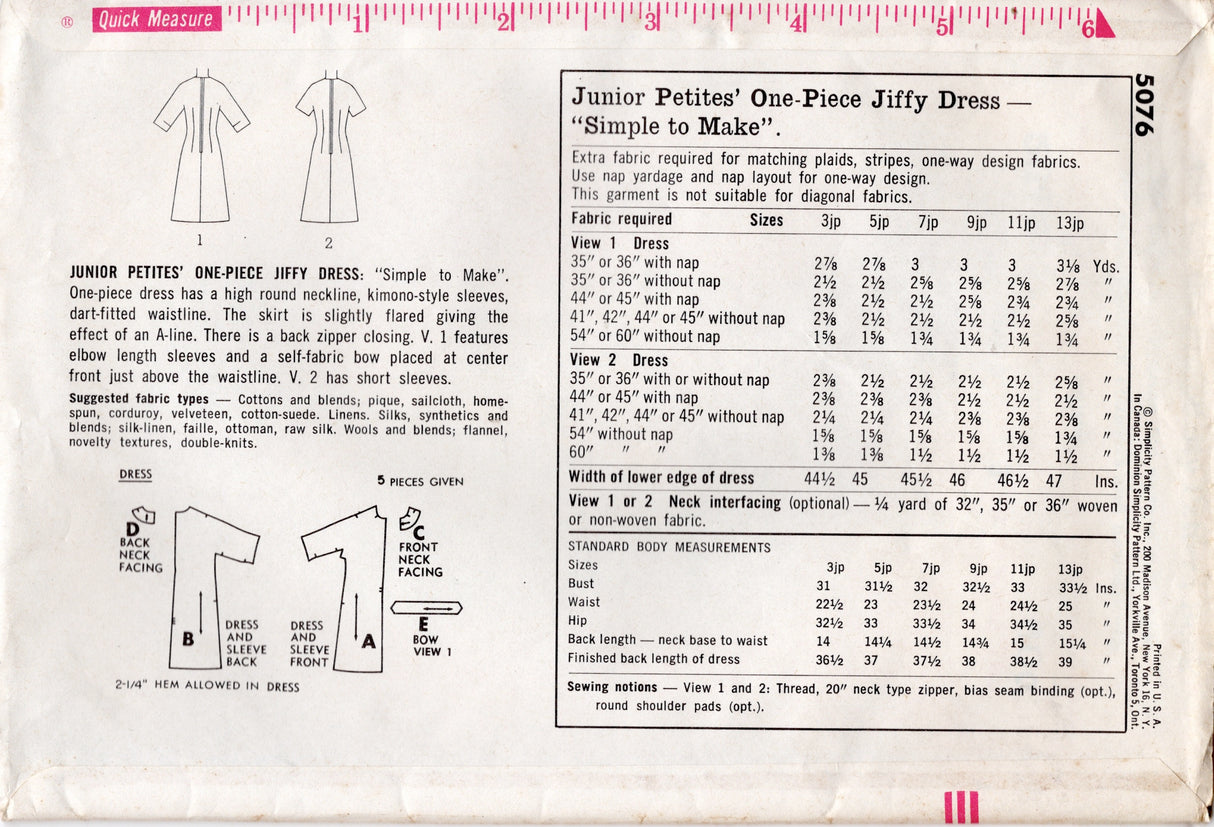 ® Quick Measure 1 2 3 4 5 6
1 2
JUNIOR PETITES' ONE-PIECE JIFFY DRESS: "Simple to Make".
One-piece dress has a high round neckline, kimono-style sleeves,
dart-fitted waistline. The skirt is slightly flared giving the
effect of an A-line. There is a back zipper closing. V. 1 features
elbow length sleeves and a self-fabric bow placed at center
front just above the waistline. V. 2 has short sleeves.
Suggested fabric types — Cottons and blends; pique, sailcloth, home-
spun, corduroy, velveteen, cotton-suede. Linens. Silks, synthetics and
blends; silk-linen, faille, ottoman, raw silk. Wools and blends; flannel,
novelty textures, double-knits.
DRESS
5 PIECES GIVEN
D
BACK
NECK
FACING
B
DRESS
AND
SLEEVE
BACK
DRESS
AND
SLEEVE
FRONT
A
C
FRONT
NECK
FACING
E
BOW
VIEW 1
2-1/4" HEM ALLOWED IN DRESS
Junior Petites' One-Piece Jiffy Dress —
"Simple to Make".
Extra fabric required for matching plaids, stripes, one-way design fabrics.
Use nap yardage and nap layout for one-way design.
This garment is not suitable for diagonal fabrics.
Fabric required Sizes 3jp 5jp 7jp 9jp 11jp 13jp
View 1 Dress
35" or 36" with nap 2⅞ 2⅞ 3 3 3 3⅛ Yds.
35" or 36" without nap 2½ 2½ 2⅝ 2⅝ 2⅝ 2⅞ "
44" or 45" with nap 2⅜ 2½ 2½ 2⅝ 2¾ 2¾ "
41", 42", 44" or 45" without nap 2⅜ 2½ 2½ 2½ 2½ 2⅝ "
54" or 60" without nap 1⅝ 1⅝ 1¾ 1¾ 1¾ 1¾ "
View 2 Dress
35" or 36" with or without nap 2⅜ 2½ 2½ 2½ 2½ 2⅝ "
44" or 45" with nap 2⅜ 2⅜ 2⅜ 2½ 2½ 2½ "
41", 42", 44" or 45" without nap 2¼ 2¼ 2¼ 2⅜ 2⅜ 2⅜ "
54" without nap 1⅝ 1⅝ 1⅝ 1⅝ 1⅝ 1¾ "
60" " " 1⅜ 1⅜ 1½ 1½ 1½ 1½ "
Width of lower edge of dress 44½ 45 45½ 46 46½ 47 Ins.
View 1 or 2 Neck interfacing (optional) — ¼ yard of 32", 35" or 36" woven
or non-woven fabric.
STANDARD BODY MEASUREMENTS
Sizes 3jp 5jp 7jp 9jp 11jp 13jp
Bust 31 31½ 32 32½ 33 33½ Ins.
Waist 22½ 23 23½ 24 24½ 25 "
Hip 32½ 33 33½ 34 34½ 35 "
Back length — neck base to waist 14 14¼ 14½ 14¾ 15 15¼ "
Finished back length of dress 36½ 37 37½ 38 38½ 39 "
Sewing notions — View 1 and 2: Thread, 20" neck type zipper, bias seam binding (opt.),
round shoulder pads (opt.).
5076
Printed in U. S. A.
© Simplicity Pattern Co. Inc., 200 Madison Avenue, New York 16, N. Y.
In Canada: Dominion Simplicity Pattern Ltd., Yorkville Ave., Toronto 5, Ont.